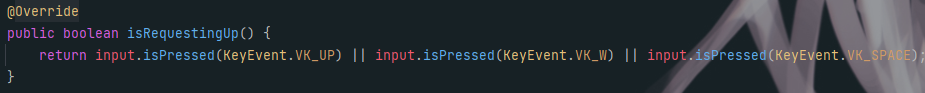 @Override
public boolean isRequestingUp() {
    return input.isPressed(KeyEvent.VK_UP) || input.isPressed(KeyEvent.VK_W) || input.isPressed(KeyEvent.VK_SPACE);
}